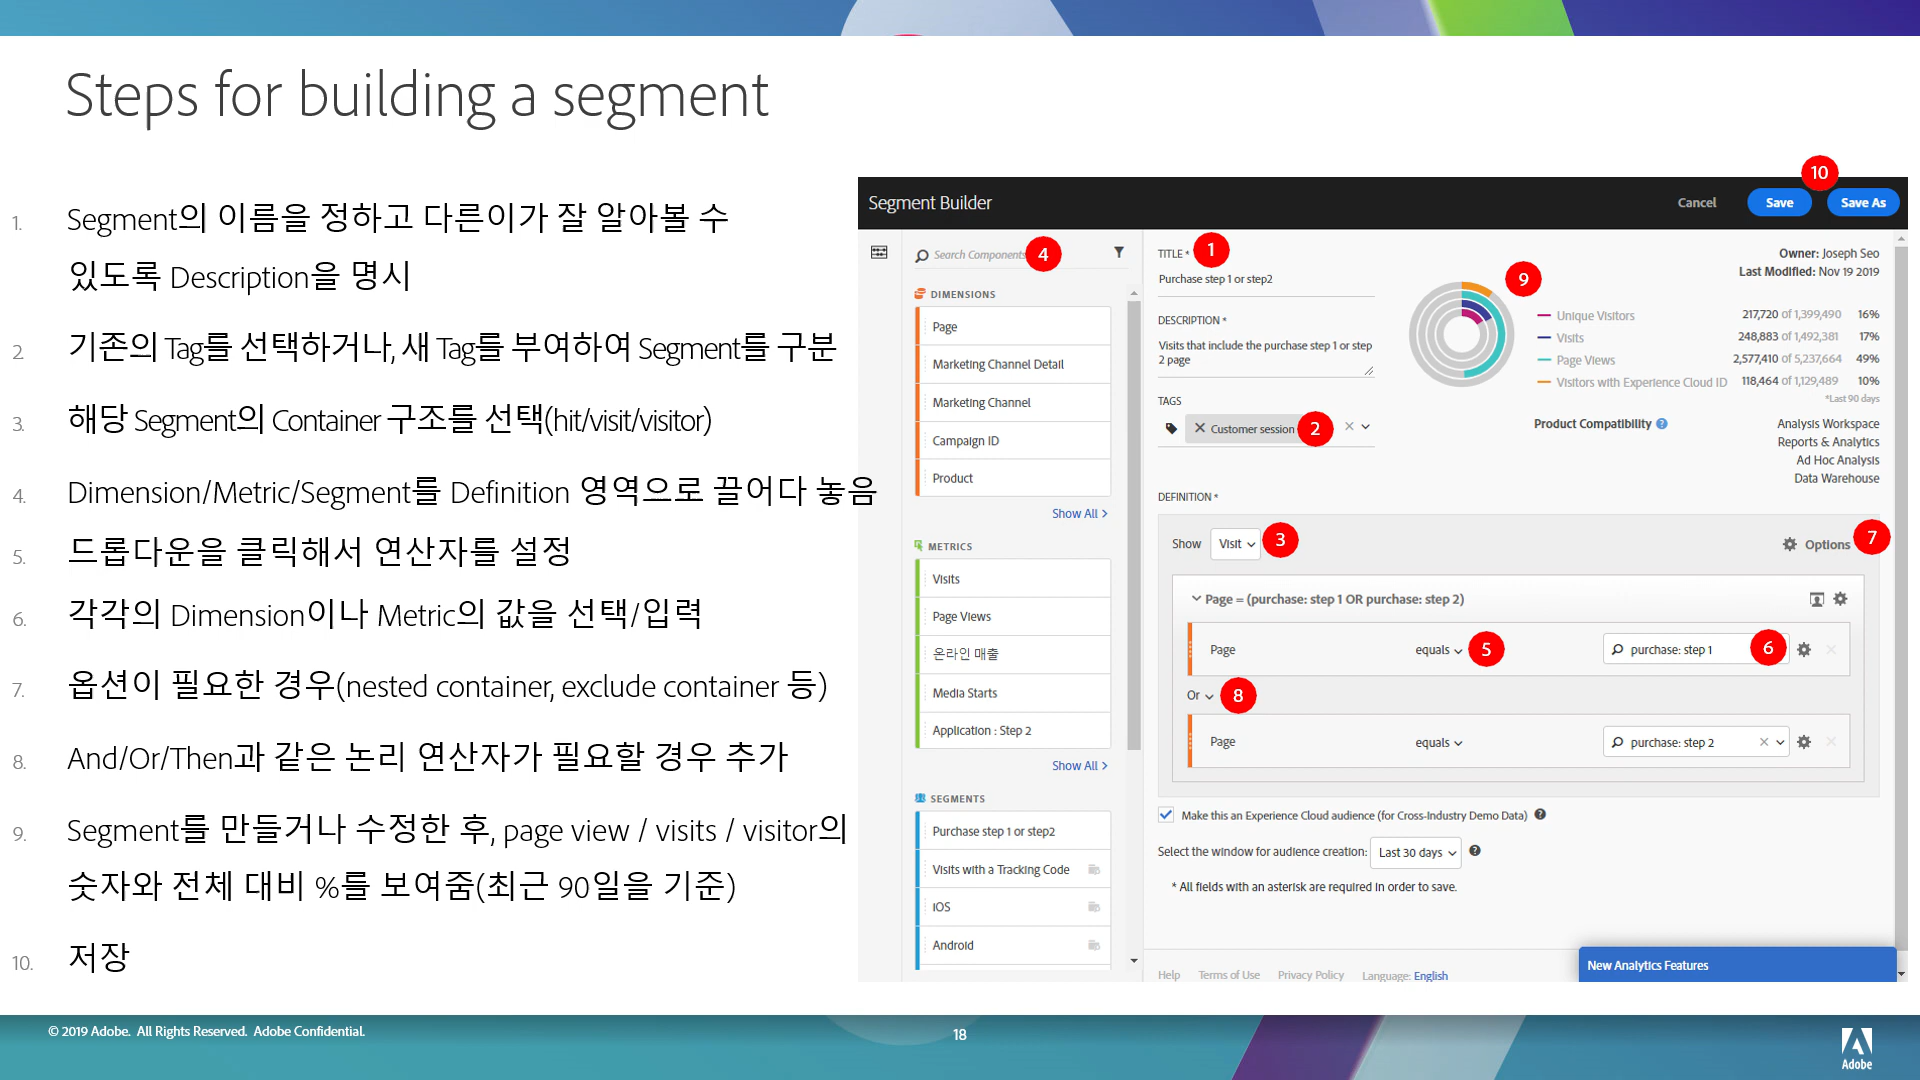 Steps for building a segment
1. Segment의 이름을 정하고 다른이가 잘 알아볼 수
있도록 Description을 명시
2. 기존의 Tag를 선택하거나, 새 Tag를 부여하여 Segment를 구분
3. 해당 Segment의 Container 구조를 선택(hit/visit/visitor)
4. Dimension/Metric/Segment를 Definition 영역으로 끌어다 놓음
5. 드롭다운을 클릭해서 연산자를 설정
6. 각각의 Dimension이나 Metric의 값을 선택/입력
7. 옵션이 필요한 경우(nested container, exclude container 등)
8. And/Or/Then과 같은 논리 연산자가 필요할 경우 추가
9. Segment를 만들거나 수정한 후, page view / visits / visitor의
숫자와 전체 대비 %를 보여줌(최근 90일을 기준)
10. 저장
10
Segment Builder
Cancel
Save
Save As
Search Components
4
DIMENSIONS
Page
Marketing Channel Detail
Marketing Channel
Campaign ID
Product
Show All >
METRICS
Visits
Page Views
온라인 매출
Media Starts
Application : Step 2
Show All >
SEGMENTS
Purchase step 1 or step2
Visits with a Tracking Code
iOS
Android
TITLE *
1
Purchase step 1 or step2
DESCRIPTION *
Visits that include the purchase step 1 or step
2 page
TAGS
Customer session
2
9
Owner: Joseph Seo
Last Modified: Nov 19 2019
Unique Visitors 217,720 of 1,399,490 16%
Visits 248,883 of 1,492,381 17%
Page Views 2,577,410 of 5,237,664 49%
Visitors with Experience Cloud ID 118,464 of 1,129,489 10%
*Last 90 days
Product Compatibility
Analysis Workspace
Reports & Analytics
Ad Hoc Analysis
Data Warehouse
DEFINITION *
Show Visit 3
Options 7
Page = (purchase: step 1 OR purchase: step 2)
Page equals 5 purchase: step 1 6
Or 8
Page equals purchase: step 2
Make this an Experience Cloud audience (for Cross-Industry Demo Data)
Select the window for audience creation: Last 30 days
* All fields with an asterisk are required in order to save.
Help Terms of Use Privacy Policy Language: English
New Analytics Features
© 2019 Adobe. All Rights Reserved. Adobe Confidential.
18
Adobe